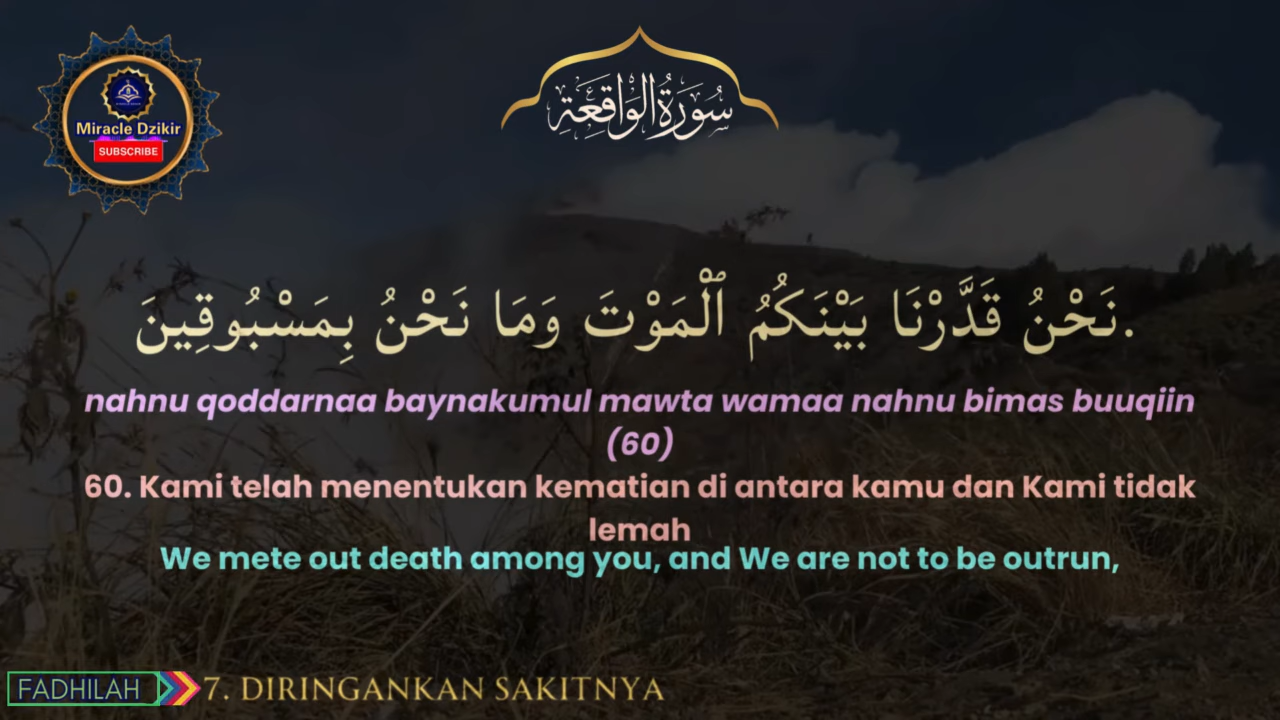 Miracle Dzikir
SUBSCRIBE
سُورَةُ الْوَاقِعَةِ
نَحْنُ قَدَّرْنَا بَيْنَكُمُ ٱلْمَوْتَ وَمَا نَحْنُ بِمَسْبُوقِينَ.
nahnu qoddarnaa baynakumul mawta wamaa nahnu bimas buuqiin
(60)
60. Kami telah menentukan kematian di antara kamu dan Kami tidak
lemah
We mete out death among you, and We are not to be outrun,
FADHILAH
7. DIRINGANKAN SAKITNYA